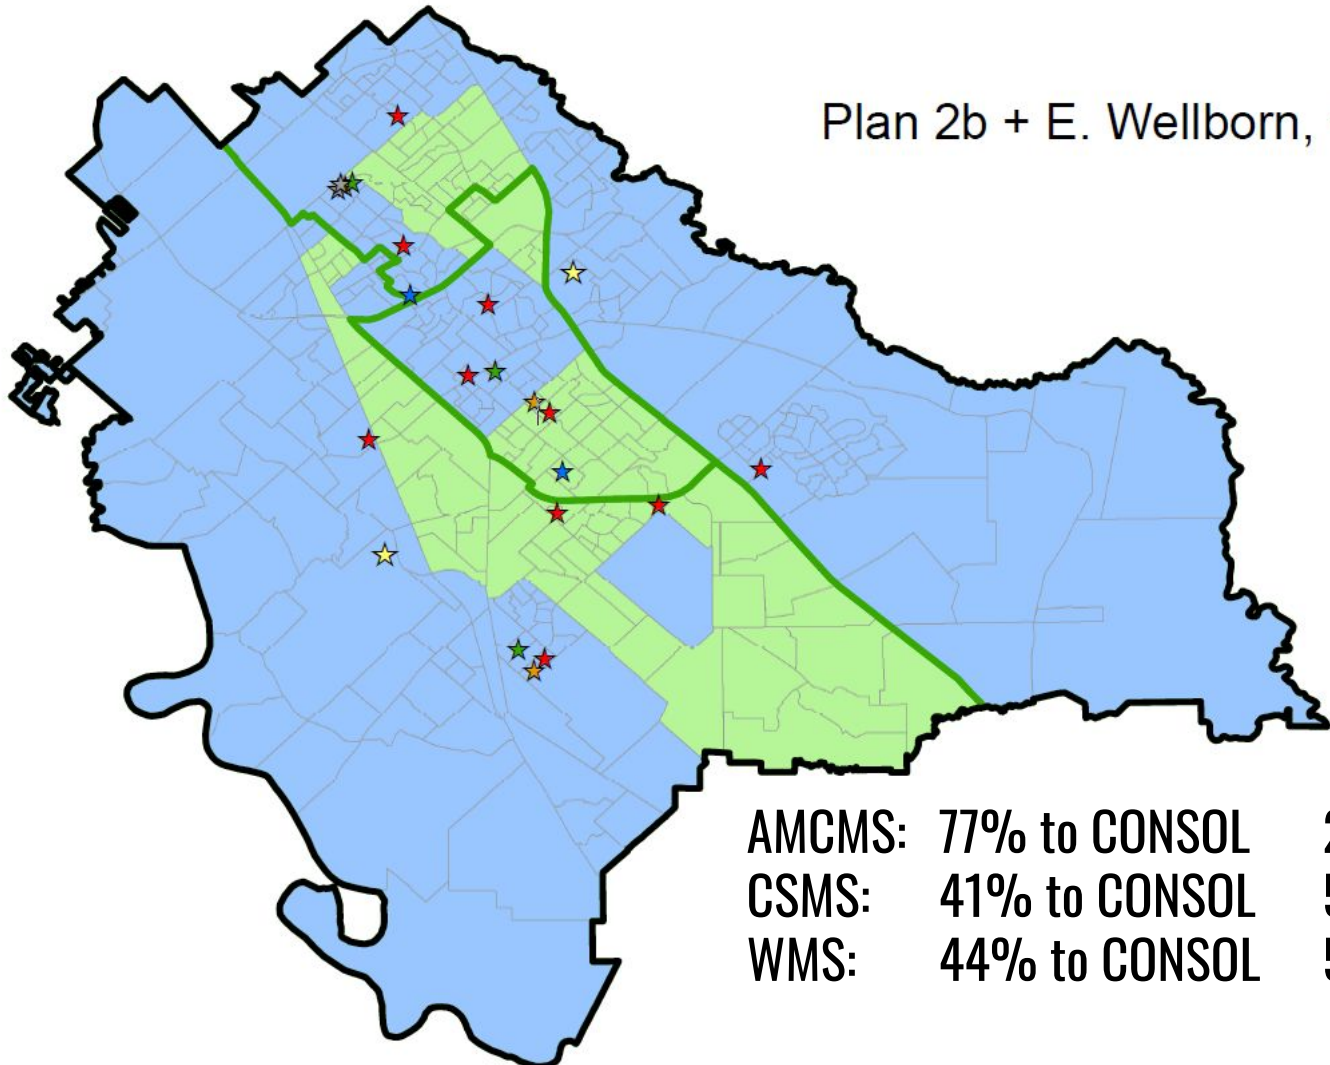 Plan 2b + E. Wellborn,
AMCMS: 77% to CONSOL
CSMS: 41% to CONSOL
WMS: 44% to CONSOL